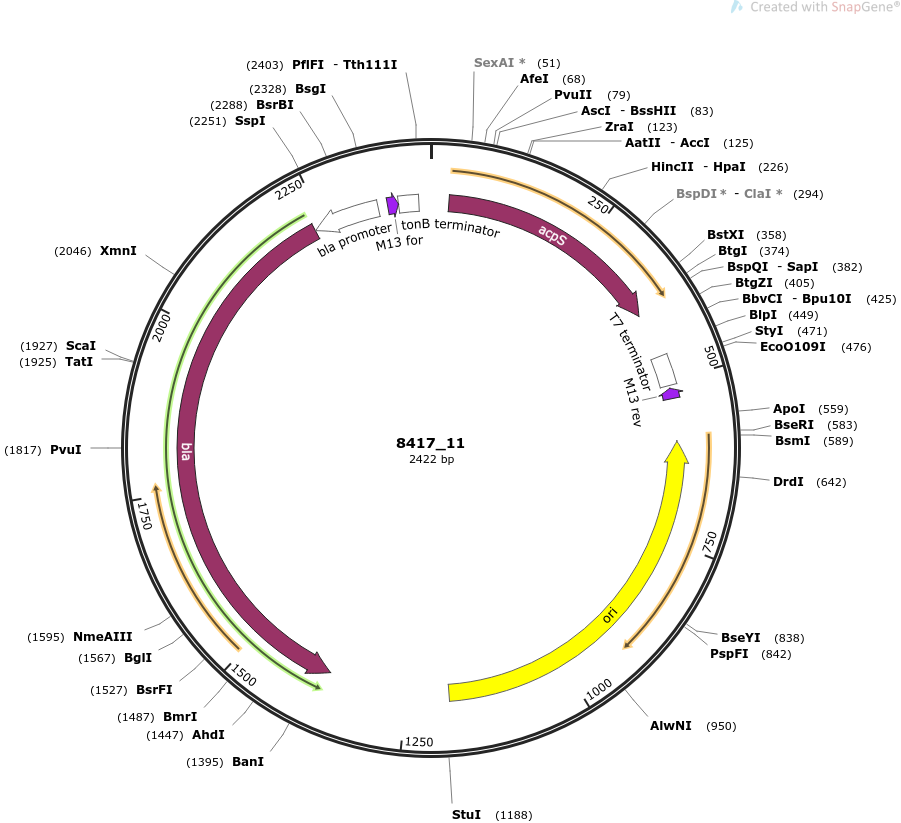 Created with SnapGene®
(2403) PflFI - Tth111I
(2328) BsgI
(2288) BsrBI
(2251) SspI
SexAI * (51)
AfeI (68)
PvuII (79)
AscI - BssHII (83)
ZraI (123)
AatII - AccI (125)
HincII - HpaI (226)
BspDI * - ClaI * (294)
BstXI (358)
BtgI (374)
BspQI - SapI (382)
BtgZI (405)
BbvCI - Bpu10I (425)
BlpI (449)
StyI (471)
EcoO109I (476)
ApoI (559)
BseRI (583)
BsmI (589)
DrdI (642)
BseYI (838)
PspFI (842)
AlwNI (950)
StuI (1188)
(2046) XmnI
(1927) ScaI
(1925) TatI
(1817) PvuI
(1595) NmeAIII
(1567) BglI
(1527) BsrFI
(1487) BmrI
(1447) AhdI
(1395) BanI
250
500
750
1000
1250
1500
1750
2000
2250
bla promoter
M13 for
tonB terminator
acpS
T7 terminator
M13 rev
ori
bla
8417_11
2422 bp